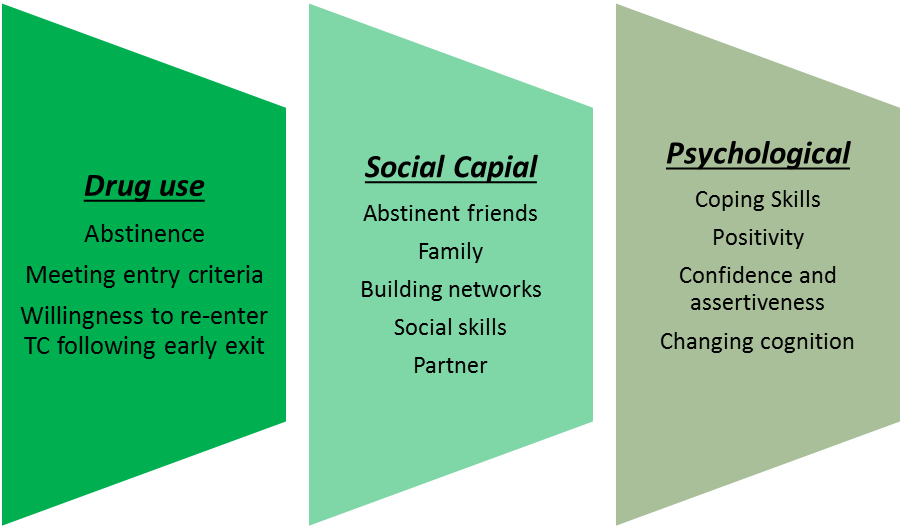 Drug use
Abstinence
Meeting entry criteria
Willingness to re-enter
TC following early exit
Social Capial
Abstinent friends
Family
Building networks
Social skills
Partner
Psychological
Coping Skills
Positivity
Confidence and
assertiveness
Changing cognition